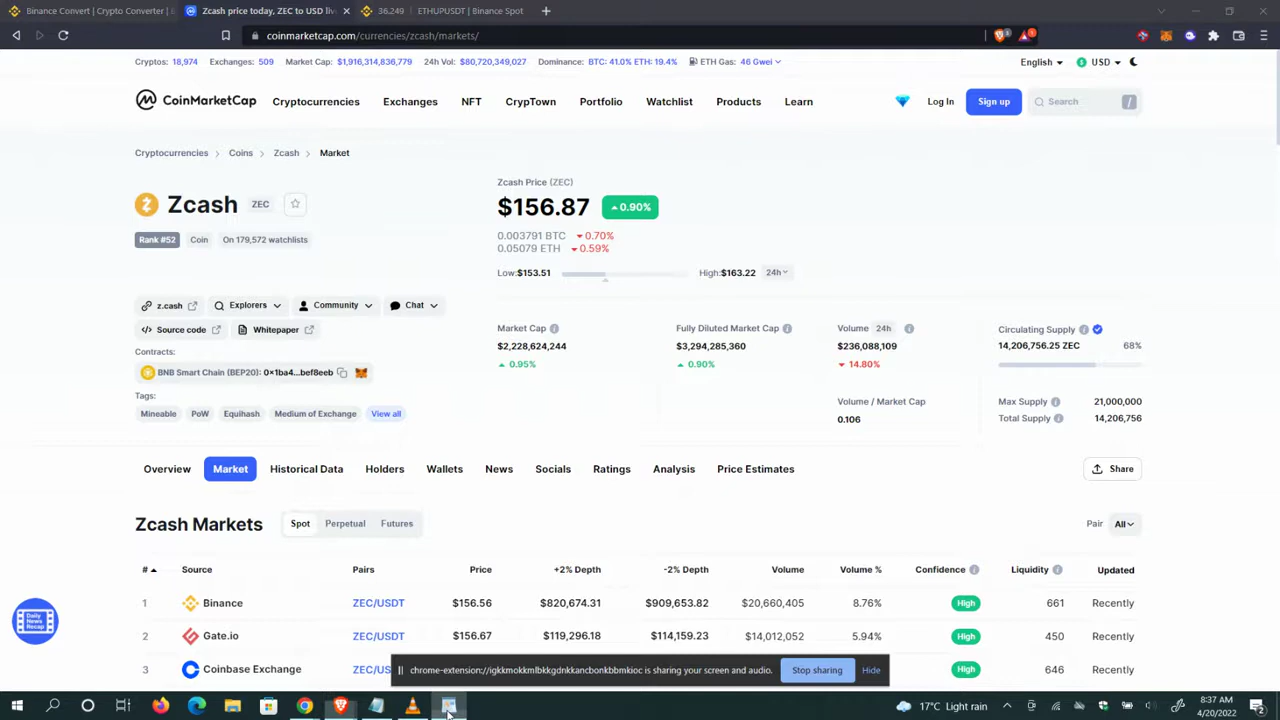 Binance Convert | Crypto Converter |
Zcash price today, ZEC to USD live
36,249 | ETHUPUSDT | Binance Spot
coinmarketcap.com/currencies/zcash/markets/
Cryptos: 18,974 Exchanges: 509 Market Cap: $1,916,314,836,779 24h Vol: $80,720,349,027 Dominance: BTC: 41.0% ETH: 19.4% ETH Gas: 46 Gwei English USD
CoinMarketCap Cryptocurrencies Exchanges NFT CrypTown Portfolio Watchlist Products Learn Log In Sign up Search /
Cryptocurrencies Coins Zcash Market
Zcash ZEC
Rank #52 Coin On 179,572 watchlists
Zcash Price (ZEC)
$156.87 0.90%
0.003791 BTC 0.70%
0.05079 ETH 0.59%
Low:$153.51 High:$163.22 24h
z.cash Explorers Community Chat
Source code Whitepaper
Contracts:
BNB Smart Chain (BEP20): 0x1ba4...bef8eeb
Tags:
Mineable PoW Equihash Medium of Exchange View all
Market Cap
$2,228,624,244
0.95%
Fully Diluted Market Cap
$3,294,285,360
0.90%
Volume 24h
$236,088,109
14.80%
Volume / Market Cap
0.106
Circulating Supply
14,206,756.25 ZEC 68%
Max Supply 21,000,000
Total Supply 14,206,756
Overview Market Historical Data Holders Wallets News Socials Ratings Analysis Price Estimates Share
Zcash Markets Spot Perpetual Futures Pair All
# Source Pairs Price +2% Depth -2% Depth Volume Volume % Confidence Liquidity Updated
1 Binance ZEC/USDT $156.56 $820,674.31 $909,653.82 $20,660,405 8.76% High 661 Recently
2 Gate.io ZEC/USDT $156.67 $119,296.18 $114,159.23 $14,012,052 5.94% High 450 Recently
3 Coinbase Exchange ZEC/US High 646 Recently
Daily
News
Recap
chrome-extension://igkkmokkmlbkkgdnkkancbonkbbmkioc is sharing your screen and audio. Stop sharing Hide
17°C Light rain
8:37 AM
4/20/2022
2